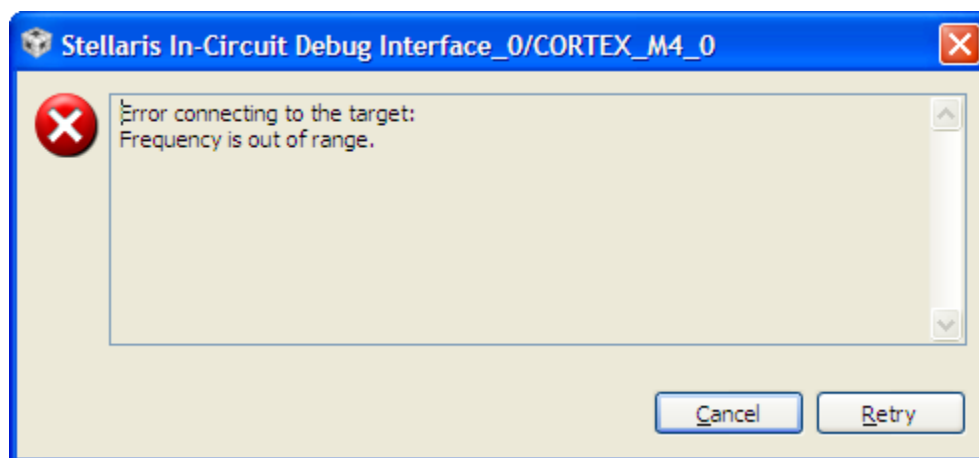 Stellaris In-Circuit Debug Interface_0/CORTEX_M4_0
Error connecting to the target:
Frequency is out of range.
Cancel
Retry